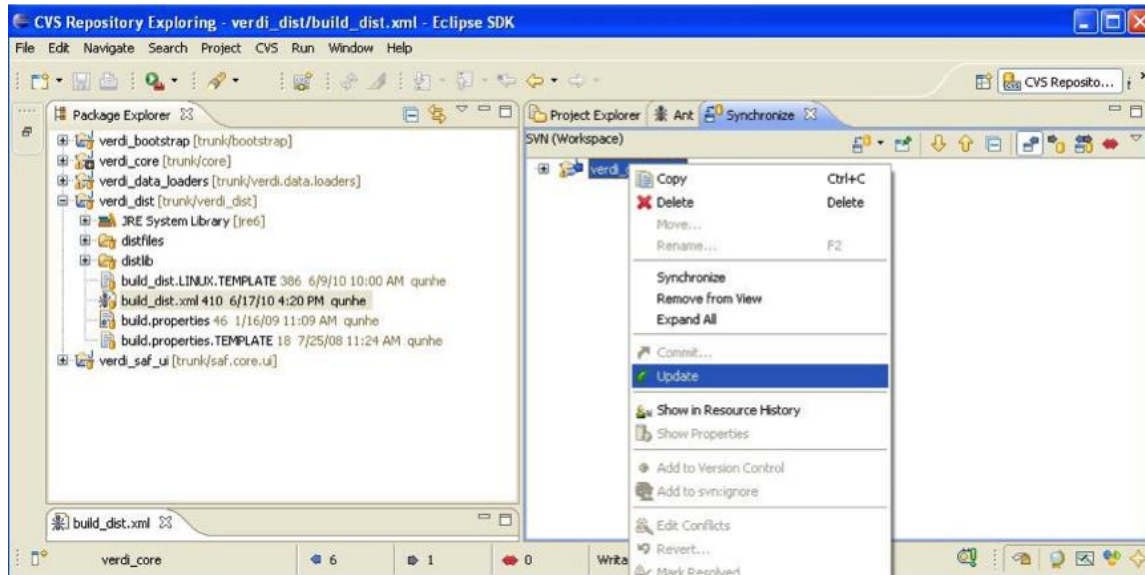 CVS Repository Exploring - verdi_dist/build_dist.xml - Eclipse SDK
File Edit Navigate Search Project CVS Run Window Help
CVS Reposito...
Package Explorer
verdi_bootstrap [trunk/bootstrap]
verdi_core [trunk/core]
verdi_data_loaders [trunk/verdi.data.loaders]
verdi_dist [trunk/verdi_dist]
JRE System Library [jre6]
distfiles
distlib
build_dist.LINUX.TEMPLATE 386 6/9/10 10:00 AM qunhe
build_dist.xml 410 6/17/10 4:20 PM qunhe
build.properties 46 1/16/09 11:09 AM qunhe
build.properties.TEMPLATE 18 7/25/08 11:24 AM qunhe
verdi_saf_ui [trunk/saf.core.ui]
build_dist.xml
Project Explorer Ant Synchronize
SVN (Workspace)
Copy Ctrl+C
Delete Delete
Move...
Rename... F2
Synchronize
Remove from View
Expand All
Commit...
Update
Show in Resource History
Show Properties
Add to Version Control
Add to svn:ignore
Edit Conflicts
Revert...
Mark Resolved
verdi_core 6 1 0